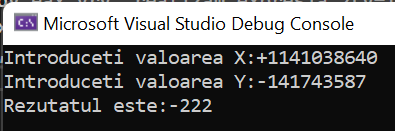 Microsoft Visual Studio Debug Console
Introduceti valoarea X:+1141038640
Introduceti valoarea Y:-141743587
Rezutatul este:-222